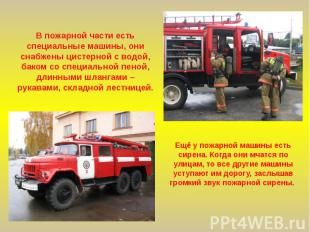 В пожарной части есть
специальные машины, они
снабжены цистерной с водой,
баком со специальной пеной,
длинными шлангами –
рукавами, складной лестницей.
Ещё у пожарной машины есть
сирена. Когда они мчатся по
улицам, то все другие машины
уступают им дорогу, заслышав
громкий звук пожарной сирены.
PPt4WEB.ru